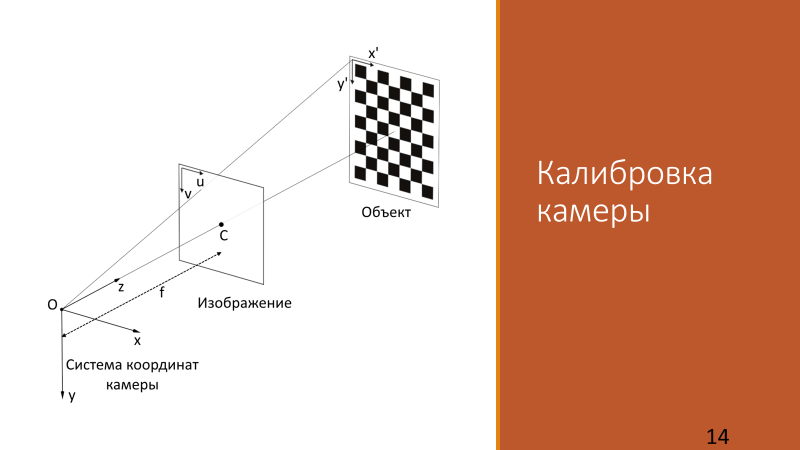 x'
y'
Объект
u
v
C
Изображение
z
f
O
x
Система координат
камеры
y
Калибровка
камеры
14